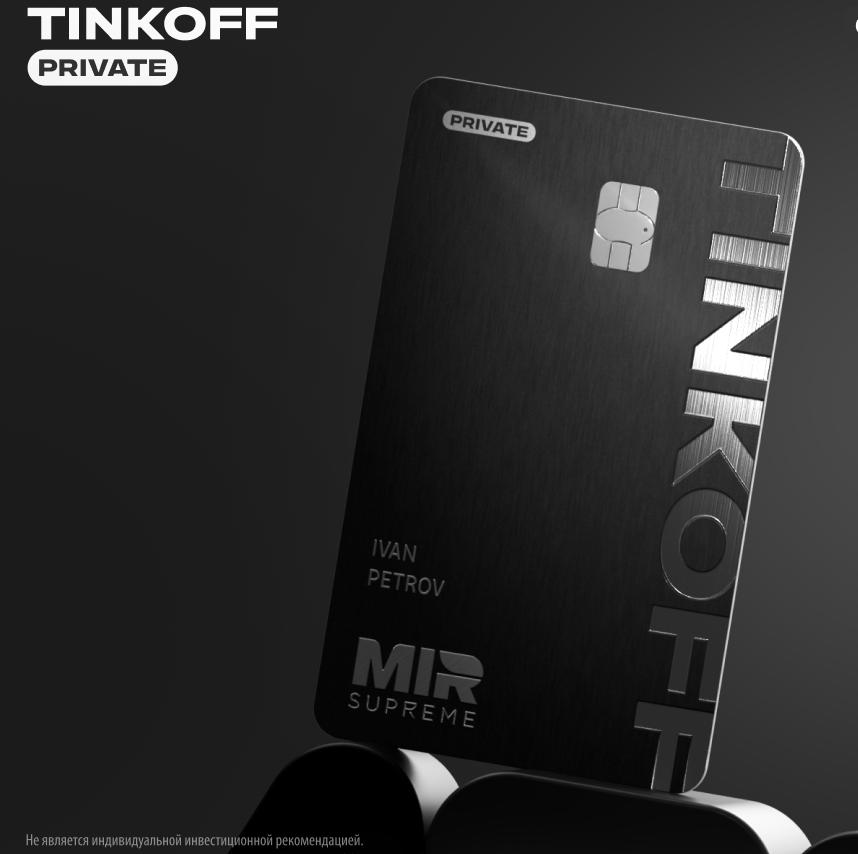 TINKOFF
PRIVATE
PRIVATE
TINKOFF
IVAN
PETROV
MIR
SUPREME
Не является индивидуальной инвестиционной рекомендацией.